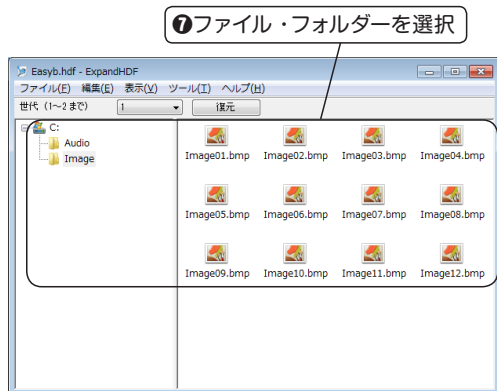 ❼ファイル・フォルダーを選択
Easyb.hdf - ExpandHDF
ファイル(F) 編集(E) 表示(V) ツール(T) ヘルプ(H)
世代 (1～2まで) 1 復元
C:
Audio
Image
Image01.bmp Image02.bmp Image03.bmp Image04.bmp
Image05.bmp Image06.bmp Image07.bmp Image08.bmp
Image09.bmp Image10.bmp Image11.bmp Image12.bmp